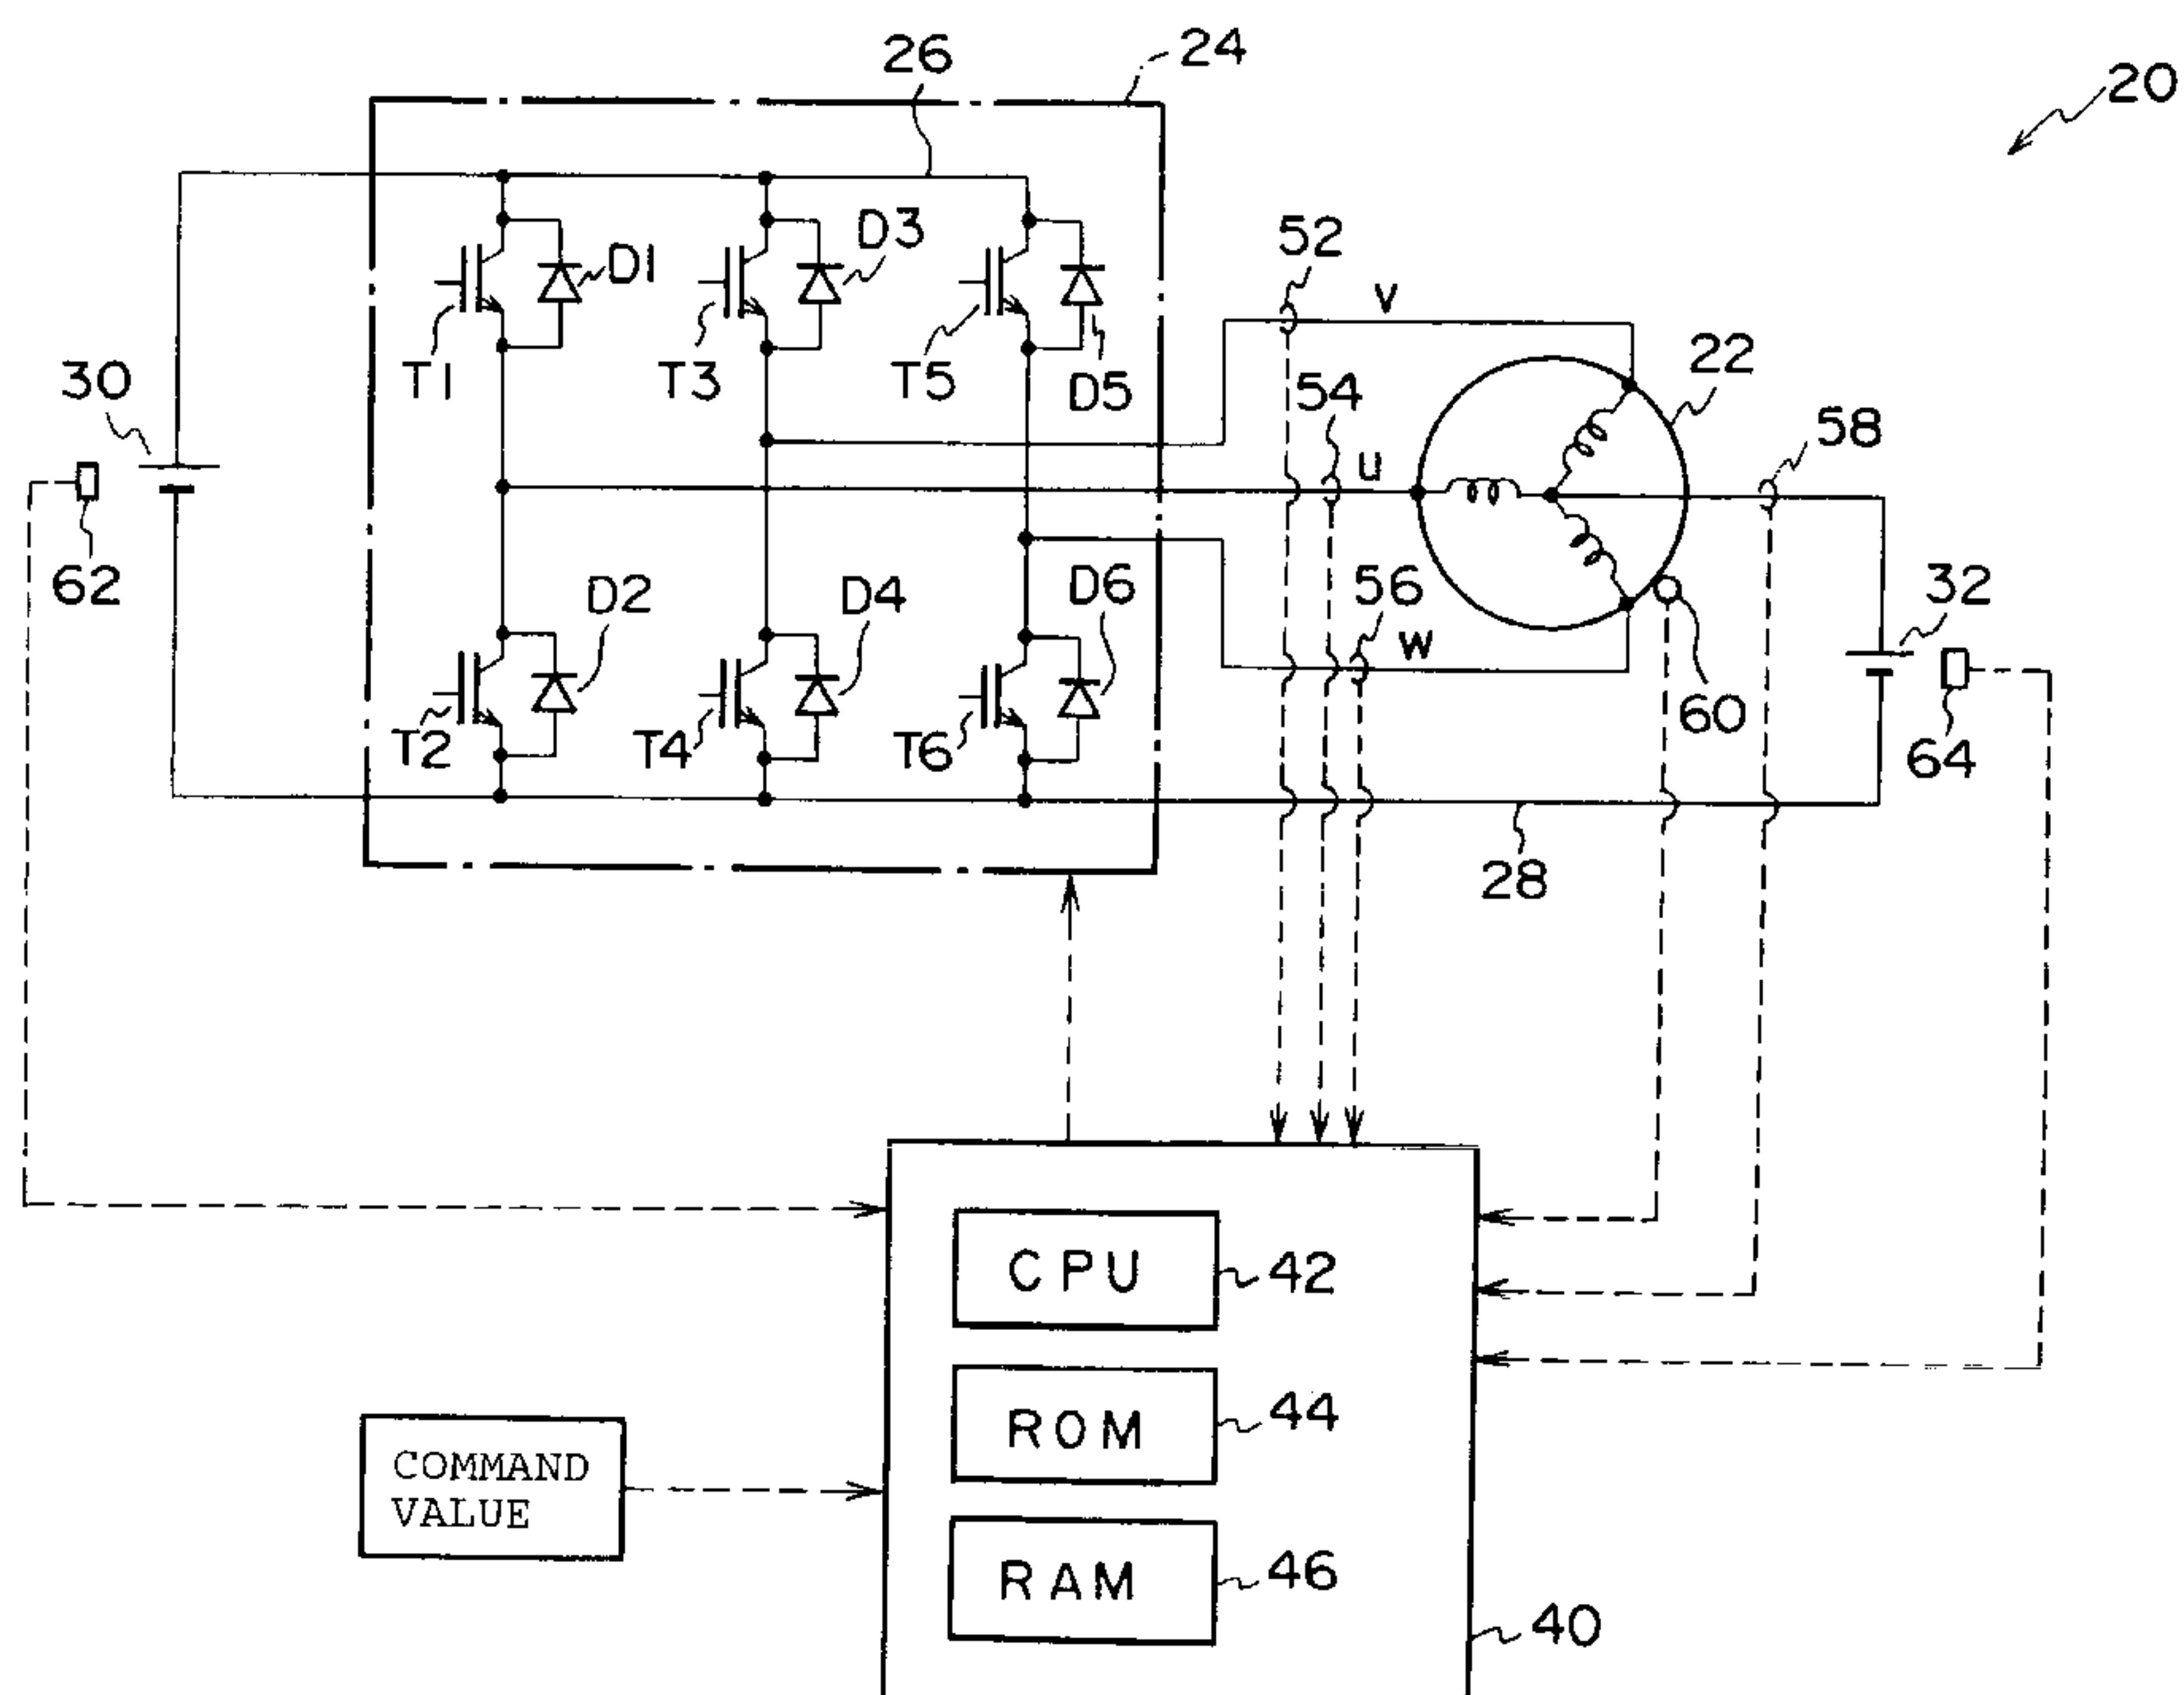 24
26
20
D1
D3
52
V
T1
T3
T5
D5
30
22
54
58
u
62
D2
D4
D6
56
32
W
60
T2
T4
T6
64
28
CPU
42
ROM
44
COMMAND
VALUE
RAM
46
40